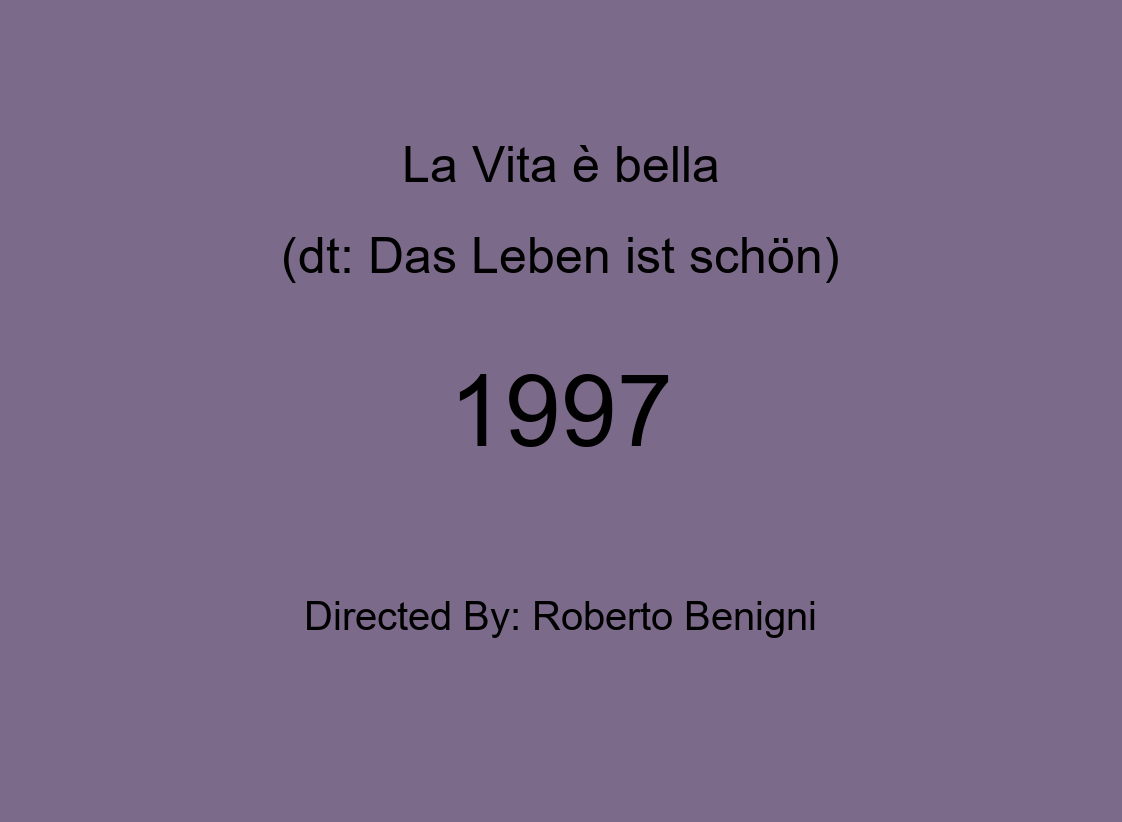 La Vita è bella
(dt: Das Leben ist schön)
1997
Directed By: Roberto Benigni